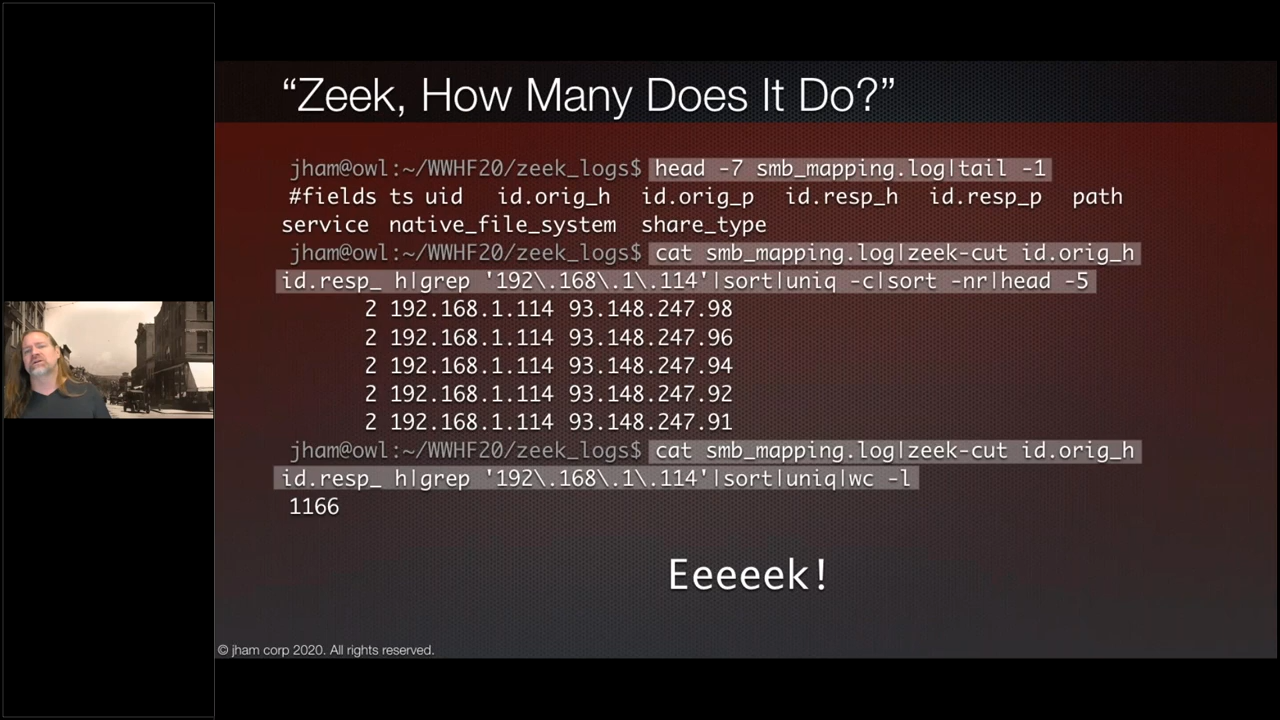 “Zeek, How Many Does It Do?”
jham@owl:~/WWHF20/zeek_logs$ head -7 smb_mapping.log|tail -1
#fields ts uid id.orig_h id.orig_p id.resp_h id.resp_p path
service native_file_system share_type
jham@owl:~/WWHF20/zeek_logs$ cat smb_mapping.log|zeek-cut id.orig_h
id.resp_ h|grep '192\.168\.1\.114'|sort|uniq -c|sort -nr|head -5
2 192.168.1.114 93.148.247.98
2 192.168.1.114 93.148.247.96
2 192.168.1.114 93.148.247.94
2 192.168.1.114 93.148.247.92
2 192.168.1.114 93.148.247.91
jham@owl:~/WWHF20/zeek_logs$ cat smb_mapping.log|zeek-cut id.orig_h
id.resp_ h|grep '192\.168\.1\.114'|sort|uniq|wc -l
1166
Eeeeek!
© jham corp 2020. All rights reserved.